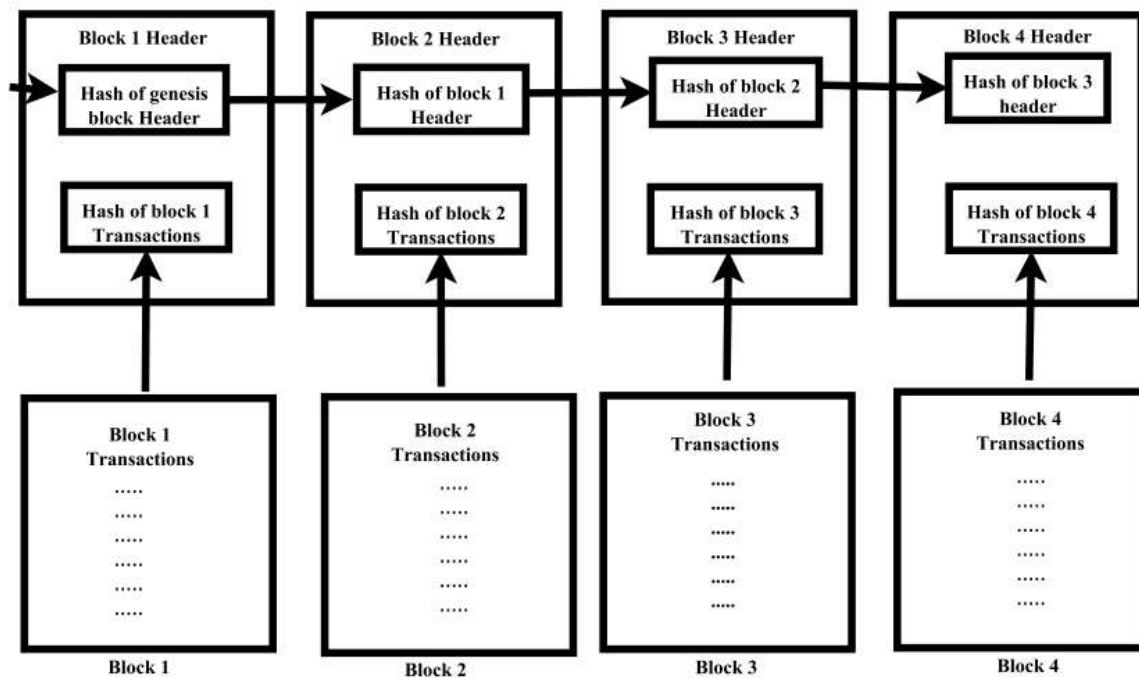 Block 1 Header
Hash of genesis
block Header
Hash of block 1
Transactions
Block 2 Header
Hash of block 1
Header
Hash of block 2
Transactions
Block 3 Header
Hash of block 2
Header
Hash of block 3
Transactions
Block 4 Header
Hash of block 3
header
Hash of block 4
Transactions
Block 1
Transactions
.....
.....
.....
.....
.....
.....
Block 1
Block 2
Transactions
.....
.....
.....
.....
.....
.....
Block 2
Block 3
Transactions
.....
.....
.....
.....
.....
.....
Block 3
Block 4
Transactions
.....
.....
.....
.....
.....
.....
Block 4